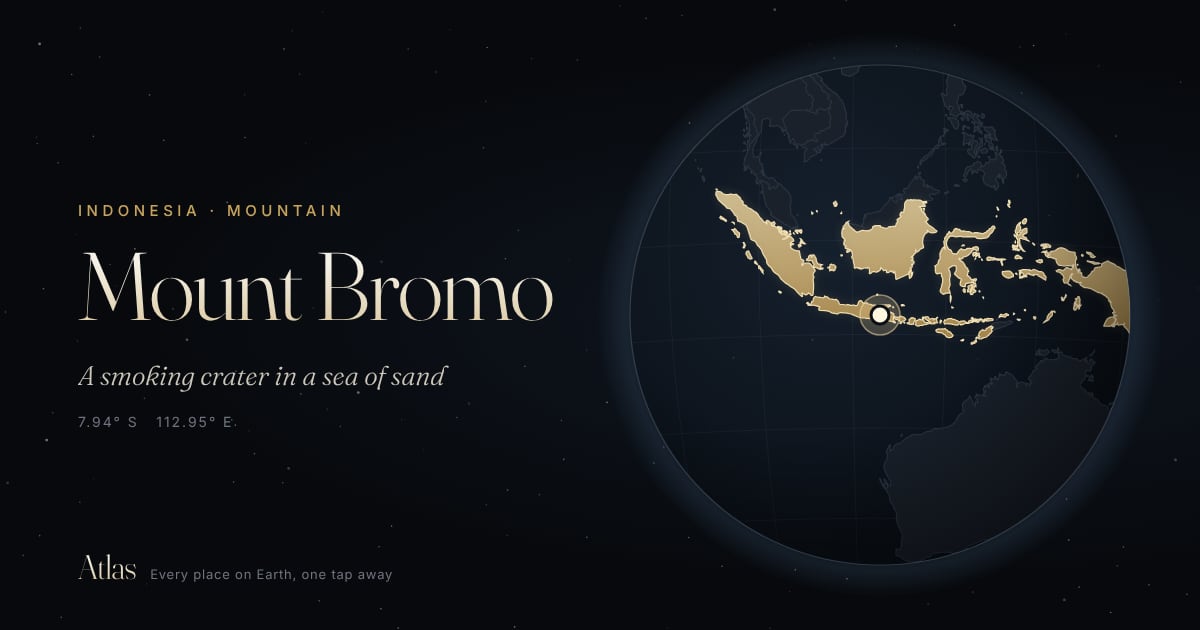 INDONESIA · MOUNTAIN
Mount Bromo
A smoking crater in a sea of sand
7.94° S 112.95° E
Atlas Every place on Earth, one tap away